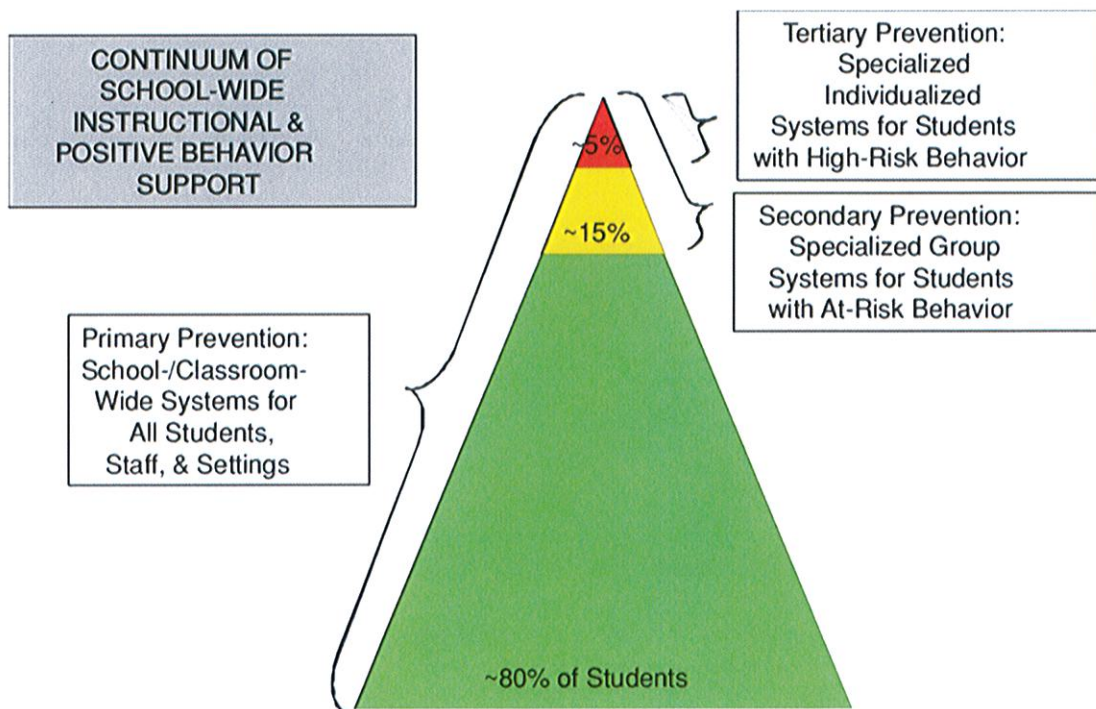 CONTINUUM OF
SCHOOL-WIDE
INSTRUCTIONAL &
POSITIVE BEHAVIOR
SUPPORT
Tertiary Prevention:
Specialized
Individualized
Systems for Students
with High-Risk Behavior
~5%
Secondary Prevention:
Specialized Group
Systems for Students
with At-Risk Behavior
~15%
Primary Prevention:
School-/Classroom-
Wide Systems for
All Students,
Staff, & Settings
~80% of Students